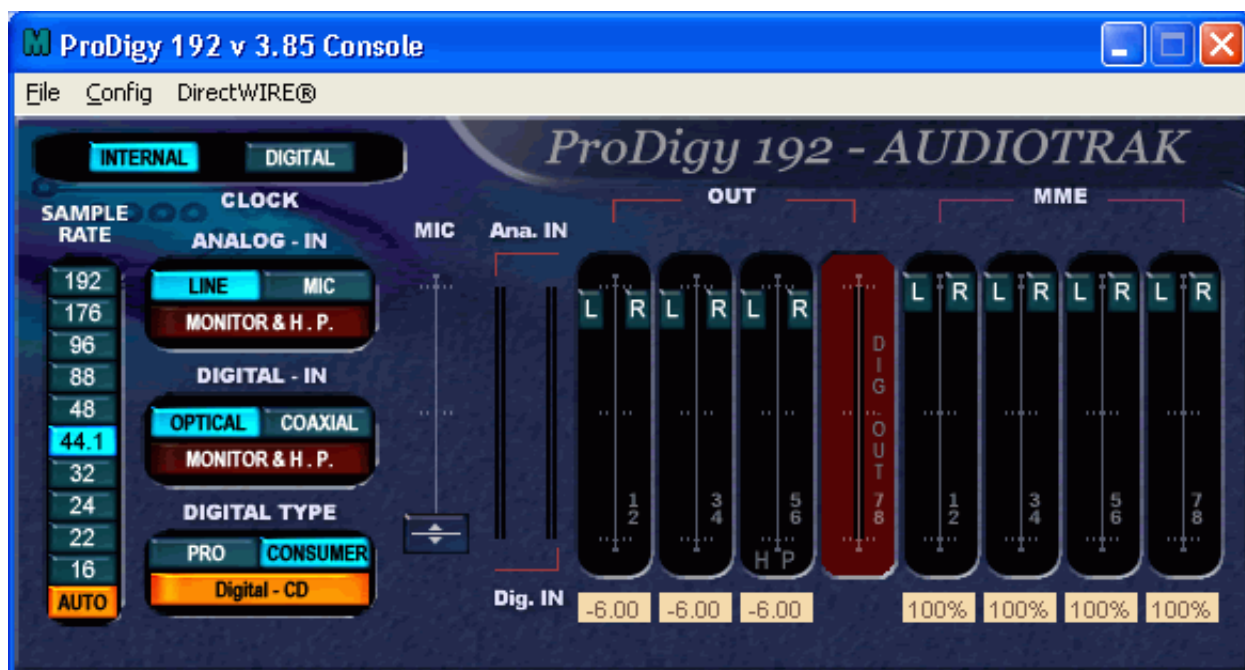 M ProDigy 192 v 3.85 Console
File Config DirectWIRE®
ProDigy 192 - AUDIOTRAK
INTERNAL DIGITAL
CLOCK
SAMPLE RATE
192
176
96
88
48
44.1
32
24
22
16
AUTO
ANALOG - IN
LINE MIC
MONITOR & H . P.
DIGITAL - IN
OPTICAL COAXIAL
MONITOR & H . P.
DIGITAL TYPE
PRO CONSUMER
Digital - CD
MIC
Ana. IN
Dig. IN
OUT
L R L R L R
1 2
3 4
5 6
H P
DIG . OUT 7 8
-6.00 -6.00 -6.00
MME
L R L R L R L R
1 2
3 4
5 6
7 8
100% 100% 100% 100%